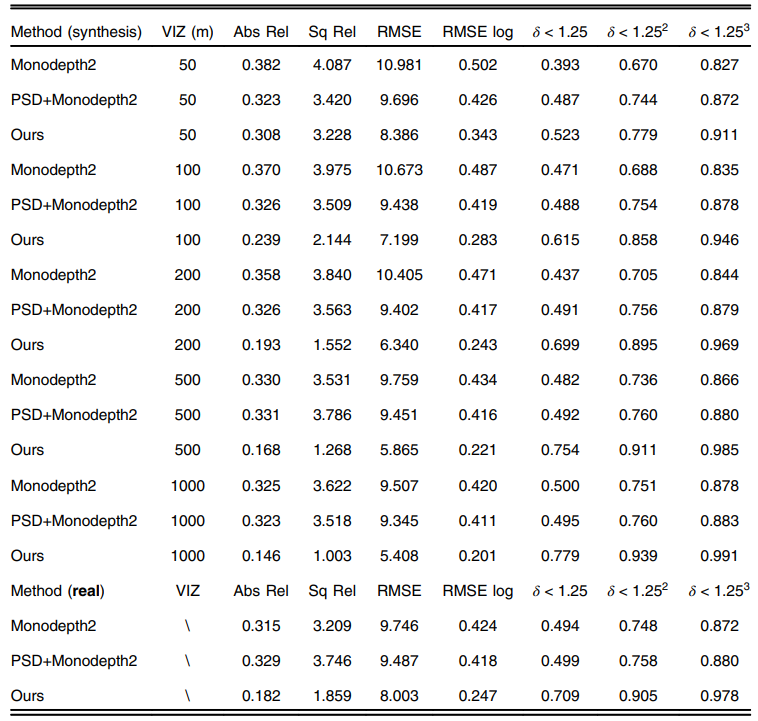 Method (synthesis) VIZ (m) Abs Rel Sq Rel RMSE RMSE log δ < 1.25 δ < 1.25² δ < 1.25³
Monodepth2 50 0.382 4.087 10.981 0.502 0.393 0.670 0.827
PSD+Monodepth2 50 0.323 3.420 9.696 0.426 0.487 0.744 0.872
Ours 50 0.308 3.228 8.386 0.343 0.523 0.779 0.911
Monodepth2 100 0.370 3.975 10.673 0.487 0.471 0.688 0.835
PSD+Monodepth2 100 0.326 3.509 9.438 0.419 0.488 0.754 0.878
Ours 100 0.239 2.144 7.199 0.283 0.615 0.858 0.946
Monodepth2 200 0.358 3.840 10.405 0.471 0.437 0.705 0.844
PSD+Monodepth2 200 0.326 3.563 9.402 0.417 0.491 0.756 0.879
Ours 200 0.193 1.552 6.340 0.243 0.699 0.895 0.969
Monodepth2 500 0.330 3.531 9.759 0.434 0.482 0.736 0.866
PSD+Monodepth2 500 0.331 3.786 9.451 0.416 0.492 0.760 0.880
Ours 500 0.168 1.268 5.865 0.221 0.754 0.911 0.985
Monodepth2 1000 0.325 3.622 9.507 0.420 0.500 0.751 0.878
PSD+Monodepth2 1000 0.323 3.518 9.345 0.411 0.495 0.760 0.883
Ours 1000 0.146 1.003 5.408 0.201 0.779 0.939 0.991
Method (real) VIZ Abs Rel Sq Rel RMSE RMSE log δ < 1.25 δ < 1.25² δ < 1.25³
Monodepth2 \ 0.315 3.209 9.746 0.424 0.494 0.748 0.872
PSD+Monodepth2 \ 0.329 3.746 9.487 0.418 0.499 0.758 0.880
Ours \ 0.182 1.859 8.003 0.247 0.709 0.905 0.978